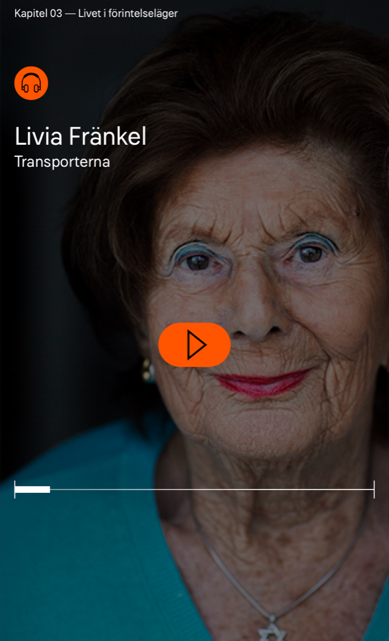 Kapitel 03 — Livet i förintelseläger
Livia Fränkel
Transporterna